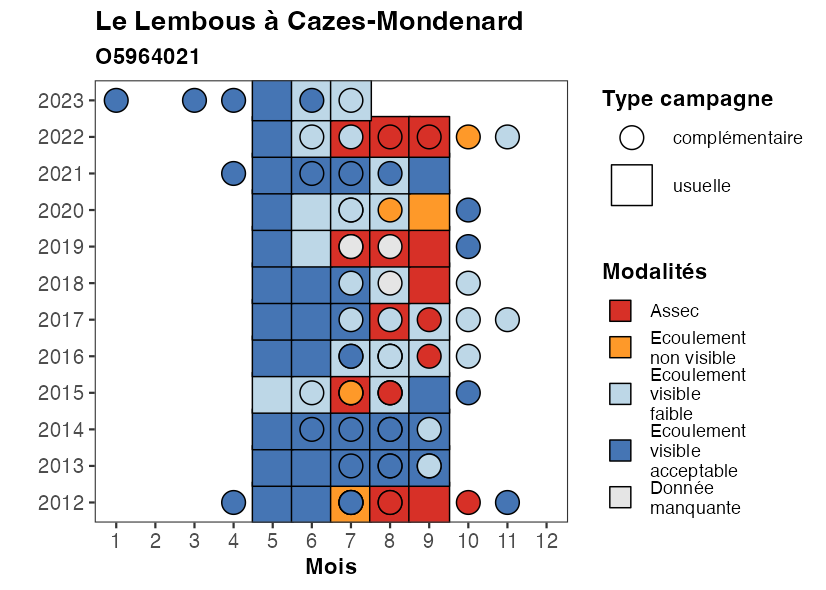 Le Lembous à Cazes-Mondenard
O5964021
2023
2022
2021
2020
2019
2018
2017
2016
2015
2014
2013
2012
1 2 3 4 5 6 7 8 9 10 11 12
Mois
Type campagne
complémentaire
usuelle
Modalités
Assec
Ecoulement
non visible
Ecoulement
visible
faible
Ecoulement
visible
acceptable
Donnée
manquante